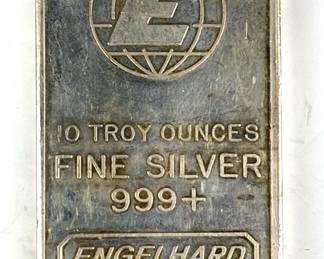 E
10 TROY OUNCES
FINE SILVER
999+
ENGELHARD